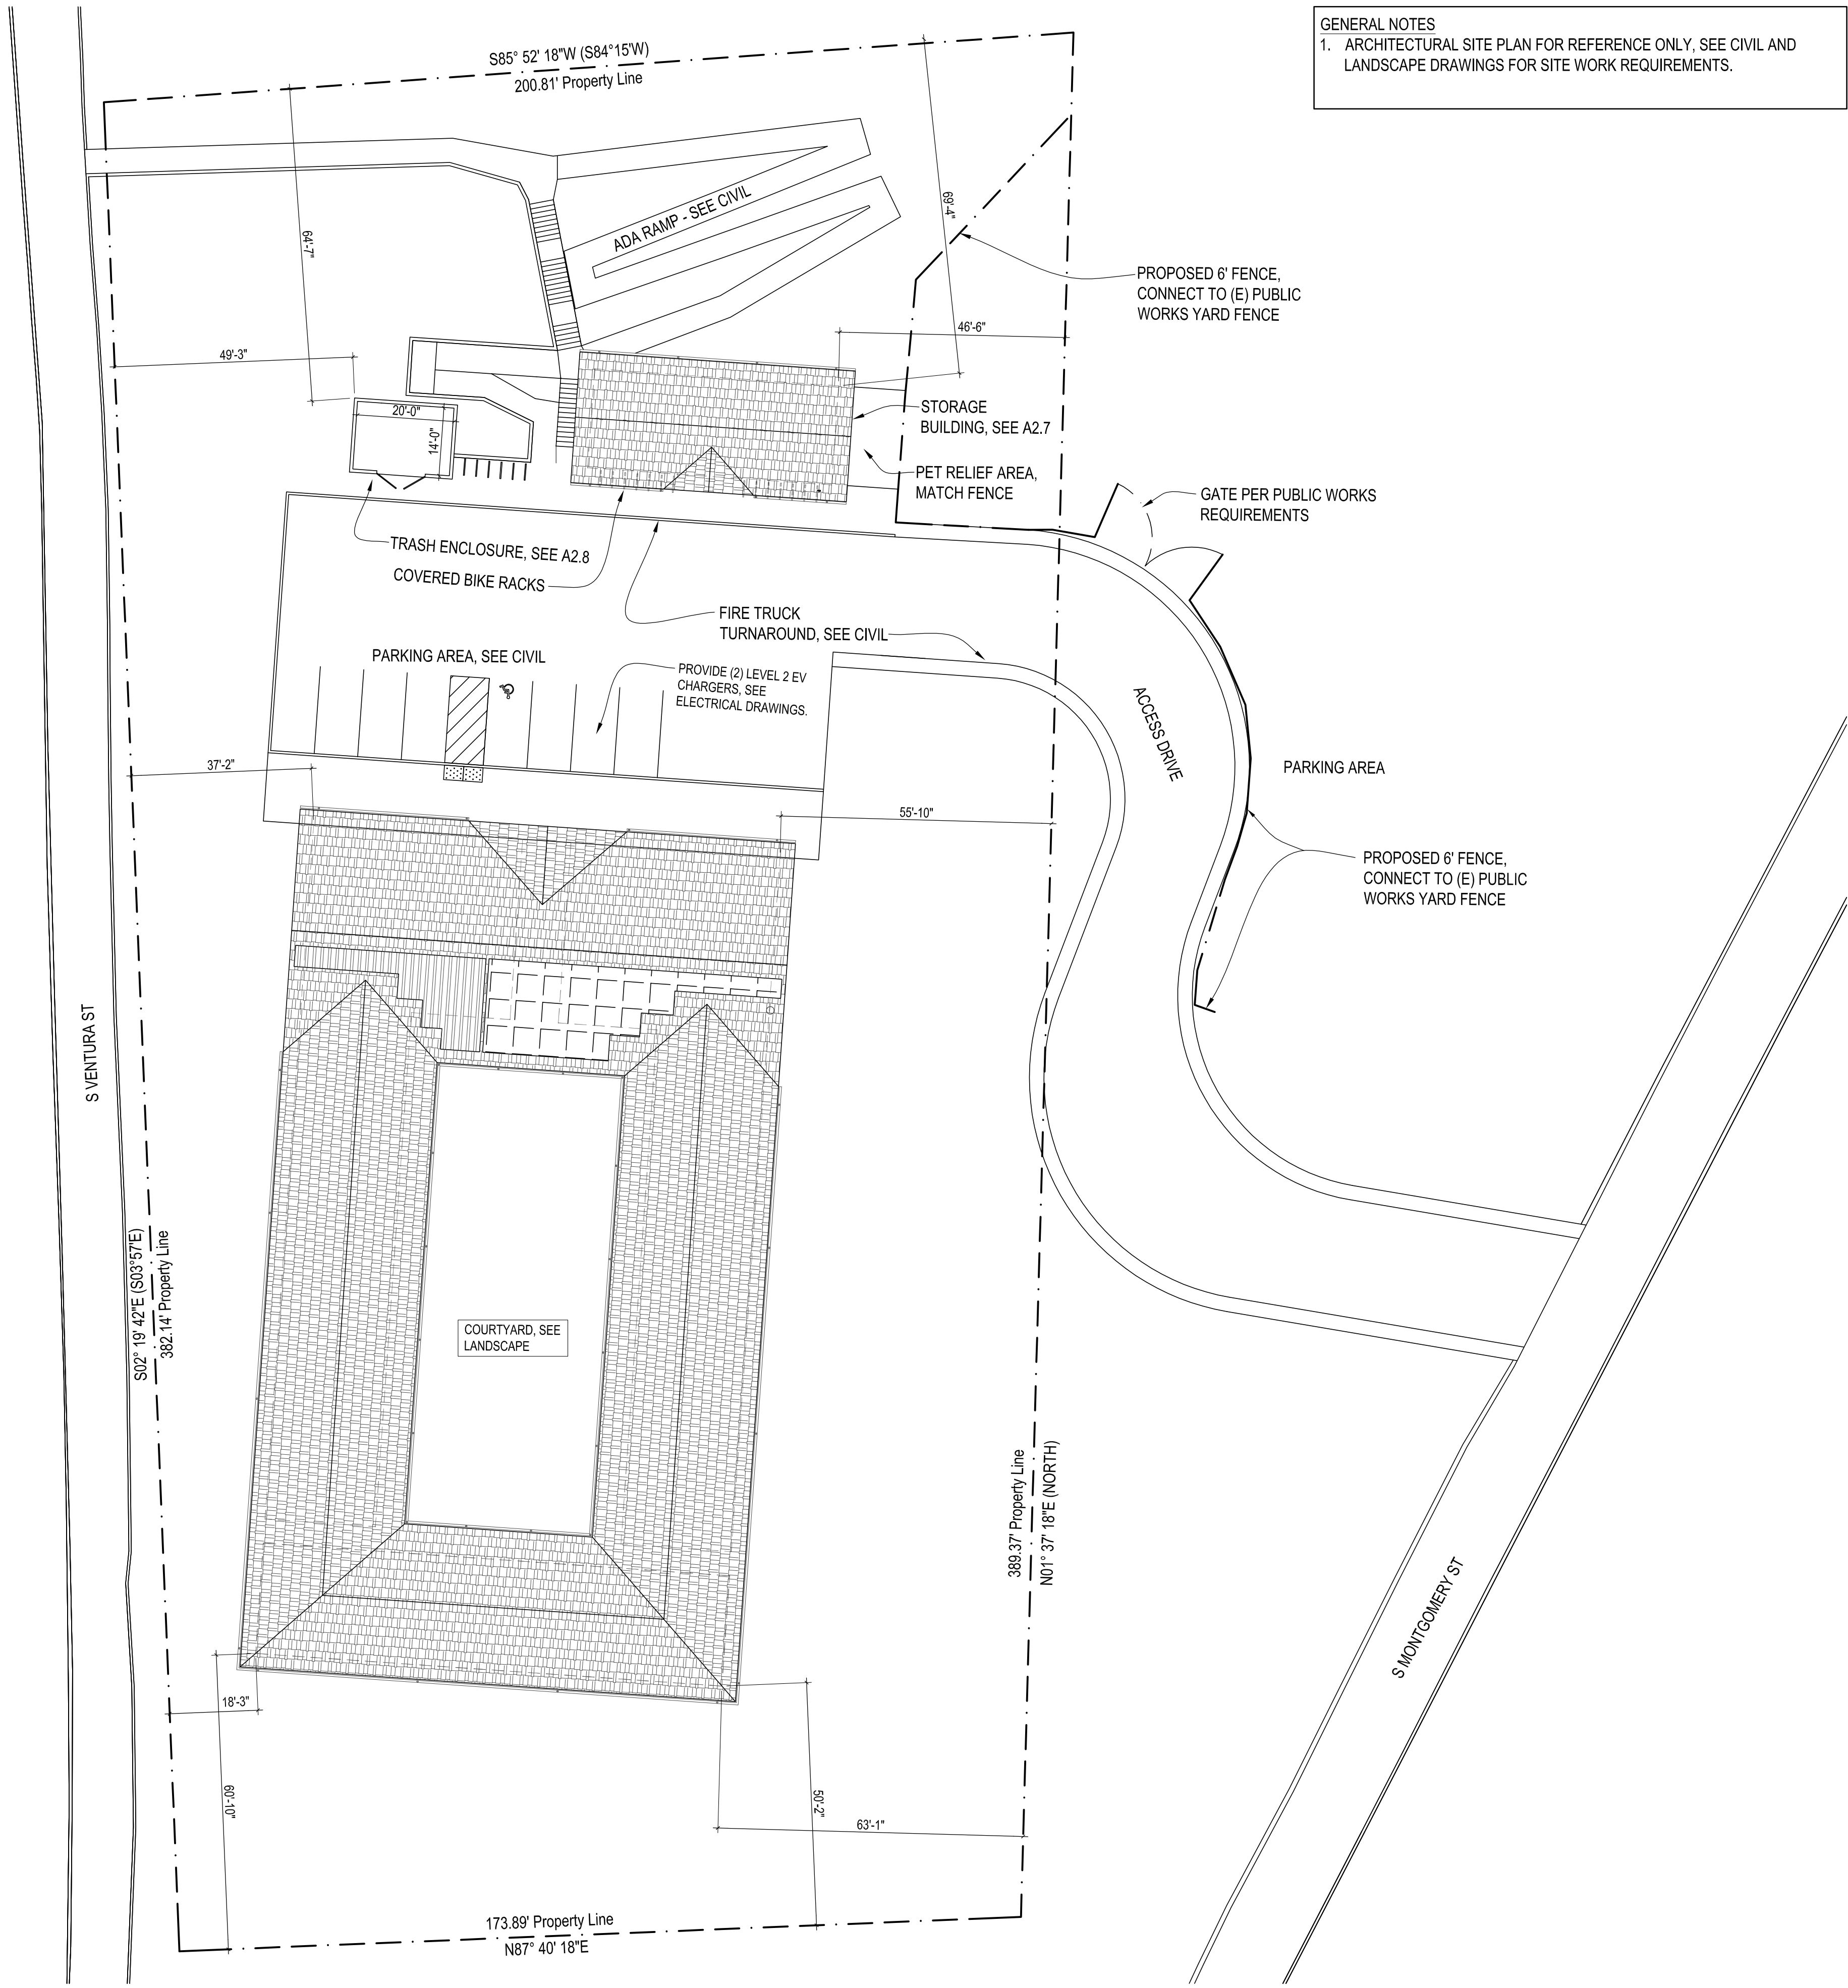 GENERAL NOTES
1. ARCHITECTURAL SITE PLAN FOR REFERENCE ONLY, SEE CIVIL AND
LANDSCAPE DRAWINGS FOR SITE WORK REQUIREMENTS.
S85° 52' 18"W (S84°15'W)
200.81' Property Line
64'-7"
69'-4"
ADA RAMP - SEE CIVIL
PROPOSED 6' FENCE,
CONNECT TO (E) PUBLIC
WORKS YARD FENCE
46'-6"
49'-3"
20'-0"
14'-0"
STORAGE
BUILDING, SEE A2.7
PET RELIEF AREA,
MATCH FENCE
GATE PER PUBLIC WORKS
REQUIREMENTS
TRASH ENCLOSURE, SEE A2.8
COVERED BIKE RACKS
FIRE TRUCK
TURNAROUND, SEE CIVIL
PARKING AREA, SEE CIVIL
PROVIDE (2) LEVEL 2 EV
CHARGERS, SEE
ELECTRICAL DRAWINGS.
ACCESS DRIVE
PARKING AREA
37'-2"
55'-10"
PROPOSED 6' FENCE,
CONNECT TO (E) PUBLIC
WORKS YARD FENCE
S VENTURA ST
S02° 19' 42"E (S03°57'E)
382.14' Property Line
COURTYARD, SEE
LANDSCAPE
389.37' Property Line
N01° 37' 18"E (NORTH)
S MONTGOMERY ST
18'-3"
60'-10"
50'-2"
63'-1"
173.89' Property Line
N87° 40' 18"E